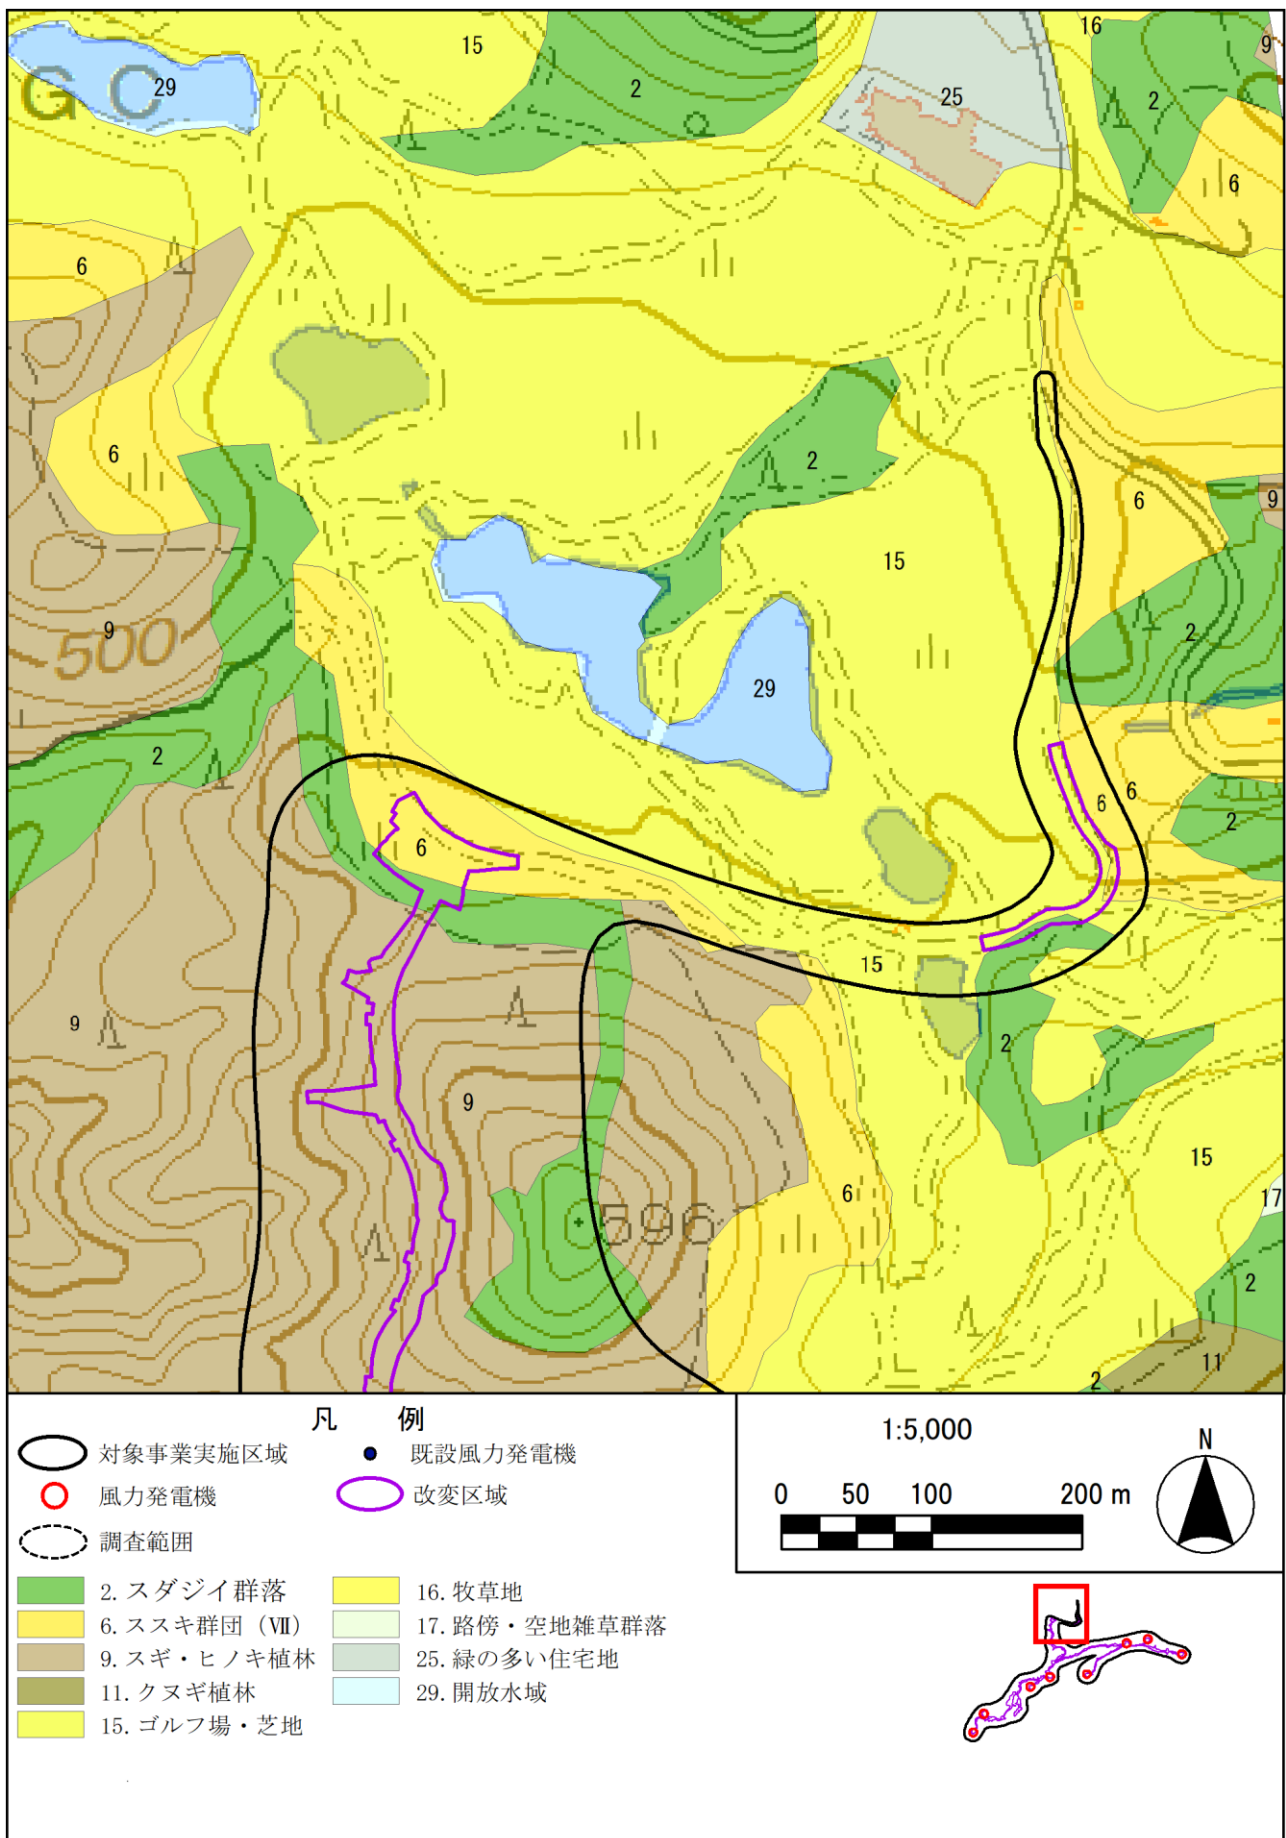 16
15
9
29
2
25
2
G C
6
6
6
2
6
9
15
9
500
2
29
2
6
6
6
2
15
9
2
9
15
6
17
596
2
11
2
凡 例
対象事業実施区域
既設風力発電機
風力発電機
改変区域
調査範囲
2. スダジイ群落
6. ススキ群団（Ⅶ）
9. スギ・ヒノキ植林
11. クヌギ植林
15. ゴルフ場・芝地
16. 牧草地
17. 路傍・空地雑草群落
25. 緑の多い住宅地
29. 開放水域
1:5,000
N
0 50 100 200 m